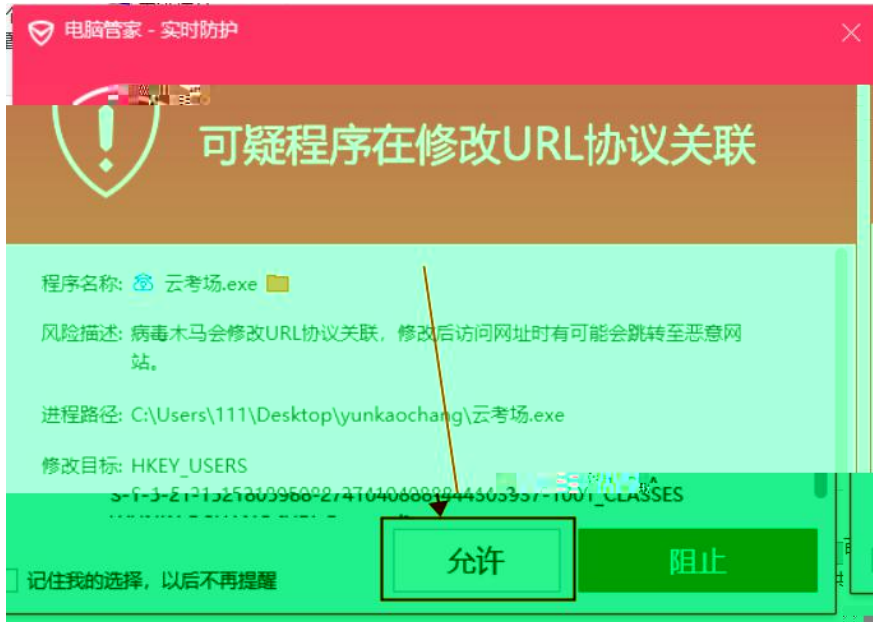 电脑管家 - 实时防护
可疑程序在修改URL协议关联
程序名称: 云考场.exe
风险描述: 病毒木马会修改URL协议关联，修改后访问网址时有可能会跳转至恶意网
站。
进程路径: C:\Users\111\Desktop\yunkaochang\云考场.exe
修改目标: HKEY_USERS
允许
阻止
记住我的选择，以后不再提醒